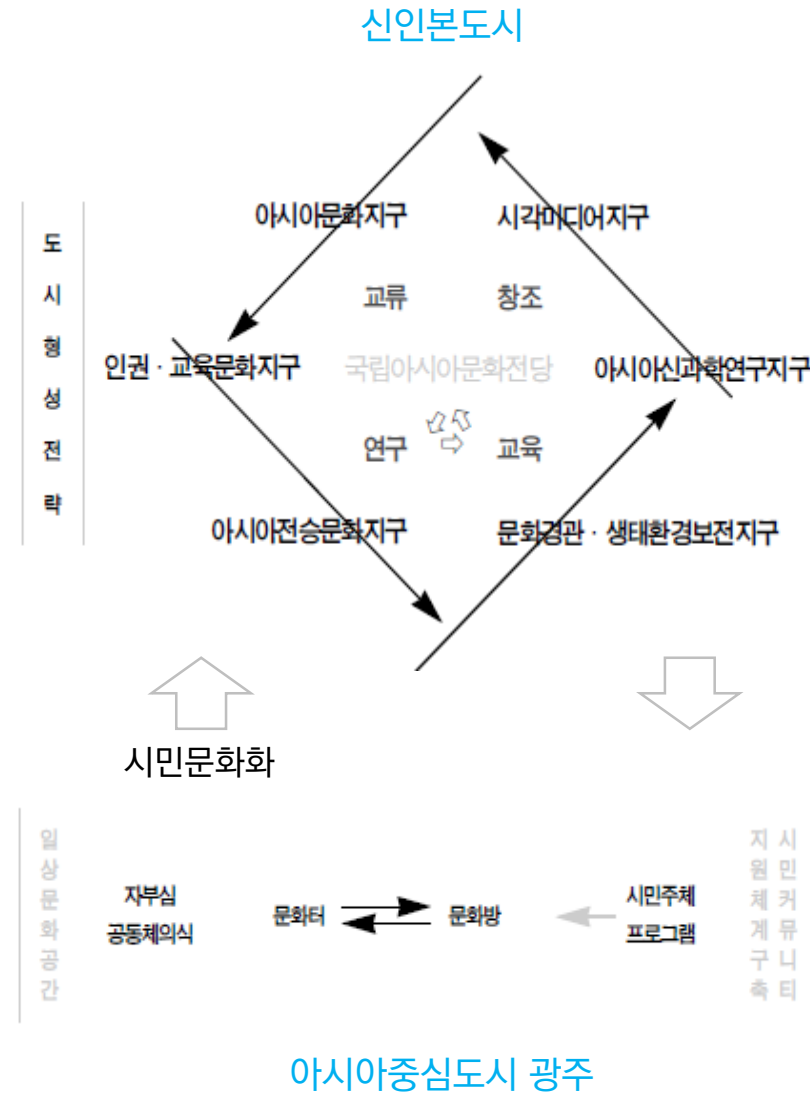 신인본도시
도시형성전략
아시아문화지구
시각미디어지구
교류
창조
인권 · 교육문화지구
국립아시아문화전당
아시아신과학연구지구
연구
교육
아시아전승문화지구
문화경관 · 생태환경보전지구
시민문화화
일상문화공간
자부심
공동체의식
문화터
문화방
시민주체
프로그램
시민커뮤니티
지원체계구축
아시아중심도시 광주